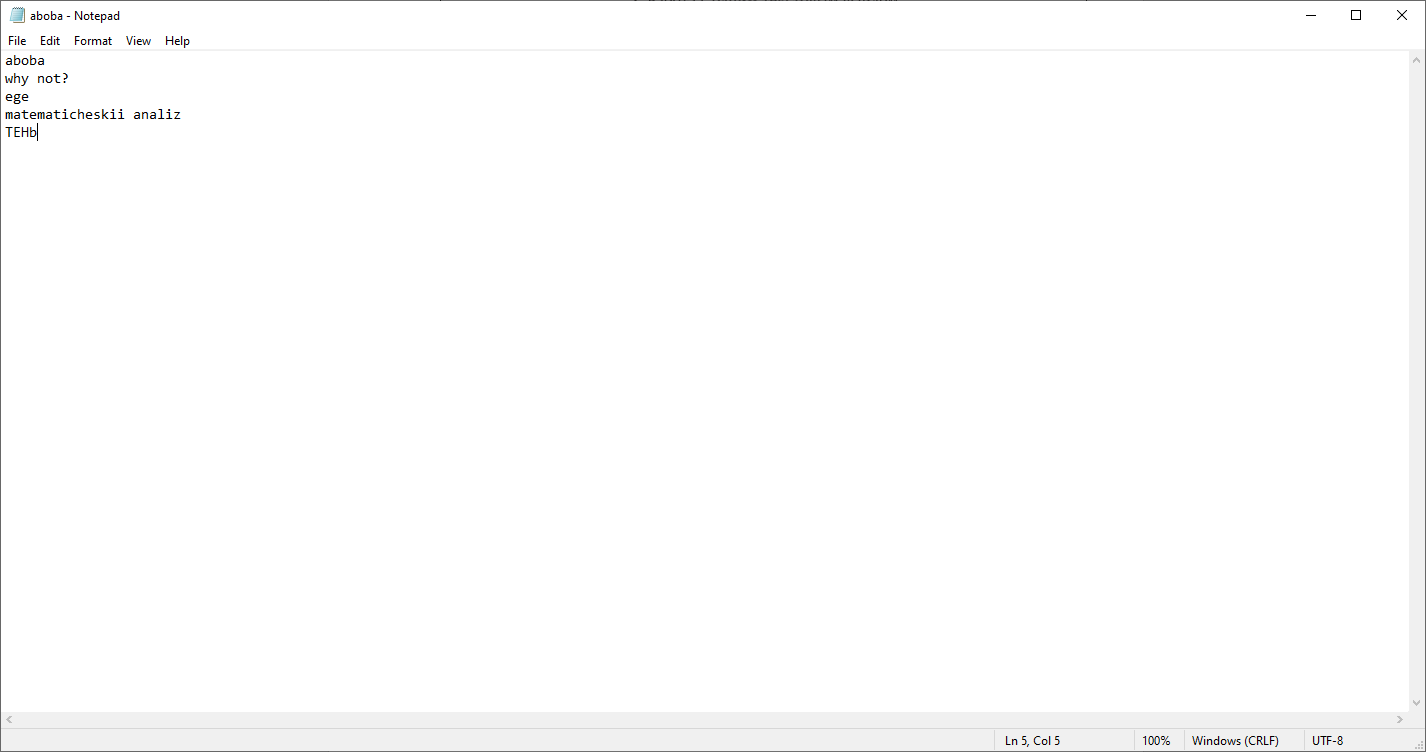 aboba - Notepad
File Edit Format View Help
aboba
why not?
ege
matematicheskii analiz
TEHb
Ln 5, Col 5 100% Windows (CRLF) UTF-8